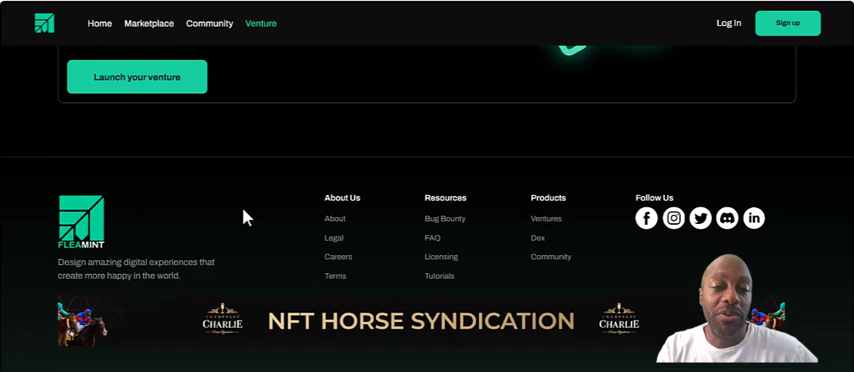 Home Marketplace Community Venture Log In Sign up
Launch your venture
About Us Resources Products Follow Us
About Bug Bounty Ventures
Legal FAQ Dex
Careers Licensing Community
Terms Tutorials
FLEAMINT
Design amazing digital experiences that
create more happy in the world.
CHAMPAGNE CHARLIE NFT HORSE SYNDICATION CHAMPAGNE CHARLIE